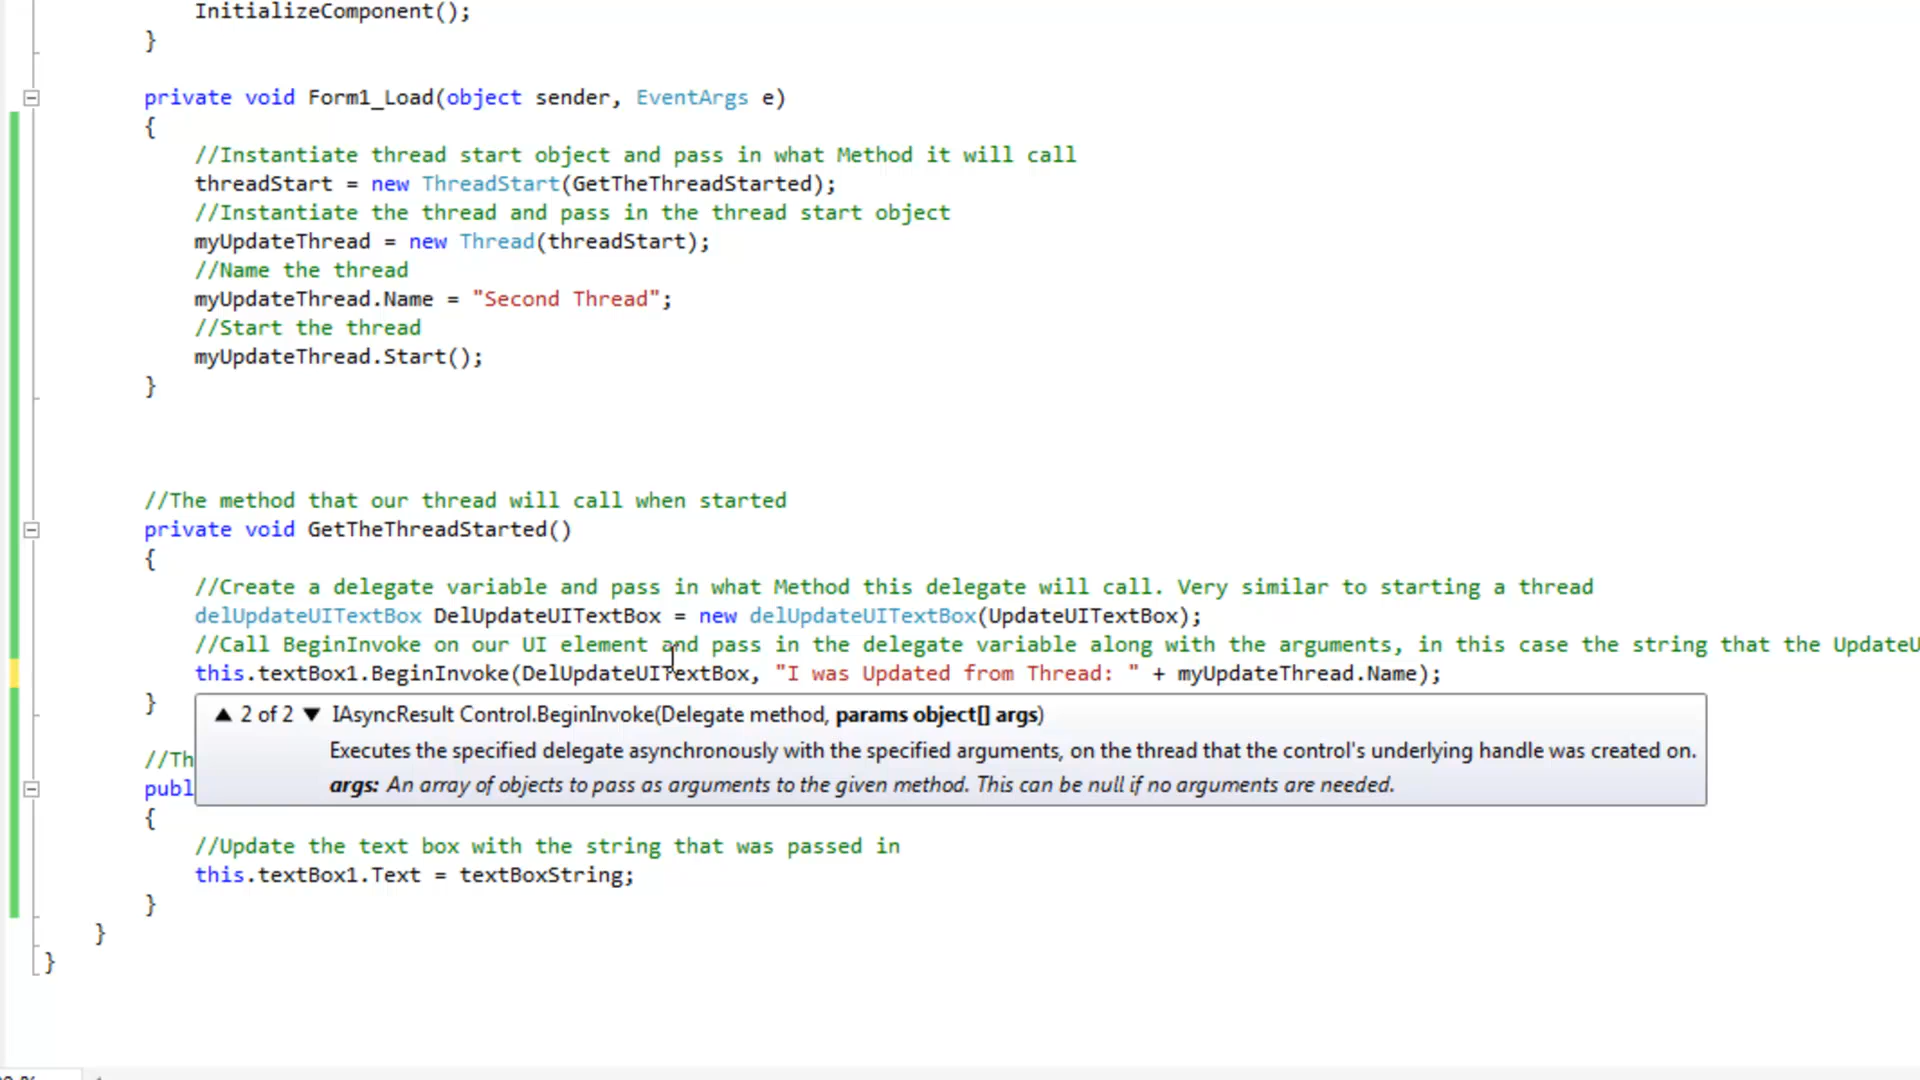 InitializeComponent();
}
private void Form1_Load(object sender, EventArgs e)
{
//Instantiate thread start object and pass in what Method it will call
threadStart = new ThreadStart(GetTheThreadStarted);
//Instantiate the thread and pass in the thread start object
myUpdateThread = new Thread(threadStart);
//Name the thread
myUpdateThread.Name = "Second Thread";
//Start the thread
myUpdateThread.Start();
}
//The method that our thread will call when started
private void GetTheThreadStarted()
{
//Create a delegate variable and pass in what Method this delegate will call. Very similar to starting a thread
delUpdateUITextBox DelUpdateUITextBox = new delUpdateUITextBox(UpdateUITextBox);
//Call BeginInvoke on our UI element and pass in the delegate variable along with the arguments, in this case the string that the UpdateU
this.textBox1.BeginInvoke(DelUpdateUITextBox, "I was Updated from Thread: " + myUpdateThread.Name);
}
▲ 2 of 2 ▼ IAsyncResult Control.BeginInvoke(Delegate method, params object[] args)
Executes the specified delegate asynchronously with the specified arguments, on the thread that the control's underlying handle was created on.
args: An array of objects to pass as arguments to the given method. This can be null if no arguments are needed.
//Th
publ
{
//Update the text box with the string that was passed in
this.textBox1.Text = textBoxString;
}
}
}